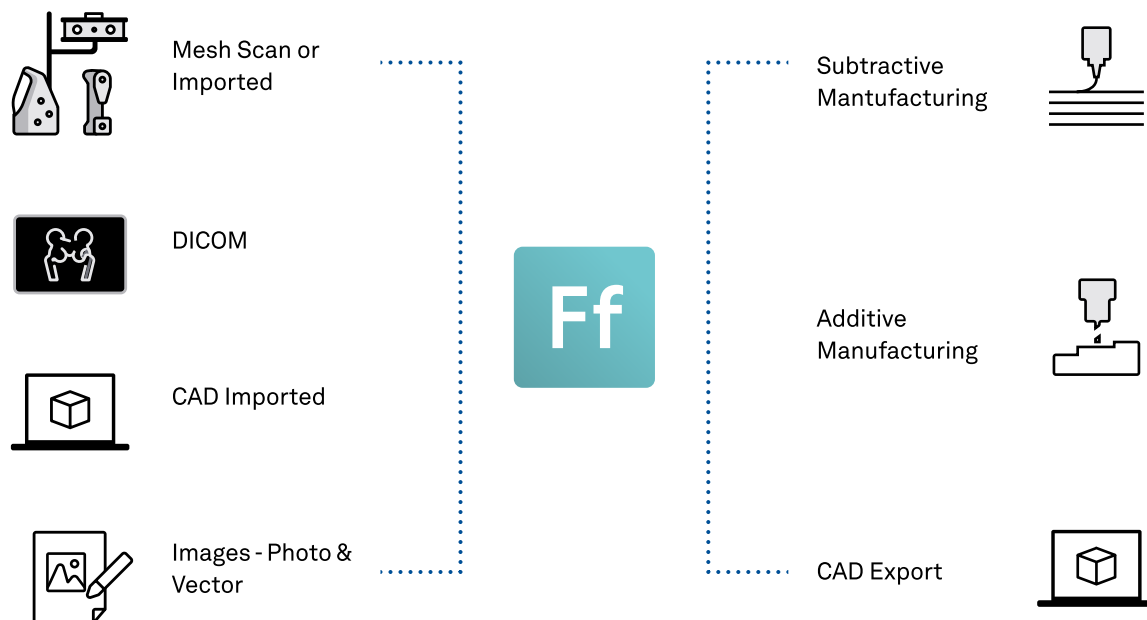 Mesh Scan or
Imported
DICOM
CAD Imported
Images - Photo &
Vector
Ff
Subtractive
Mantufacturing
Additive
Manufacturing
CAD Export